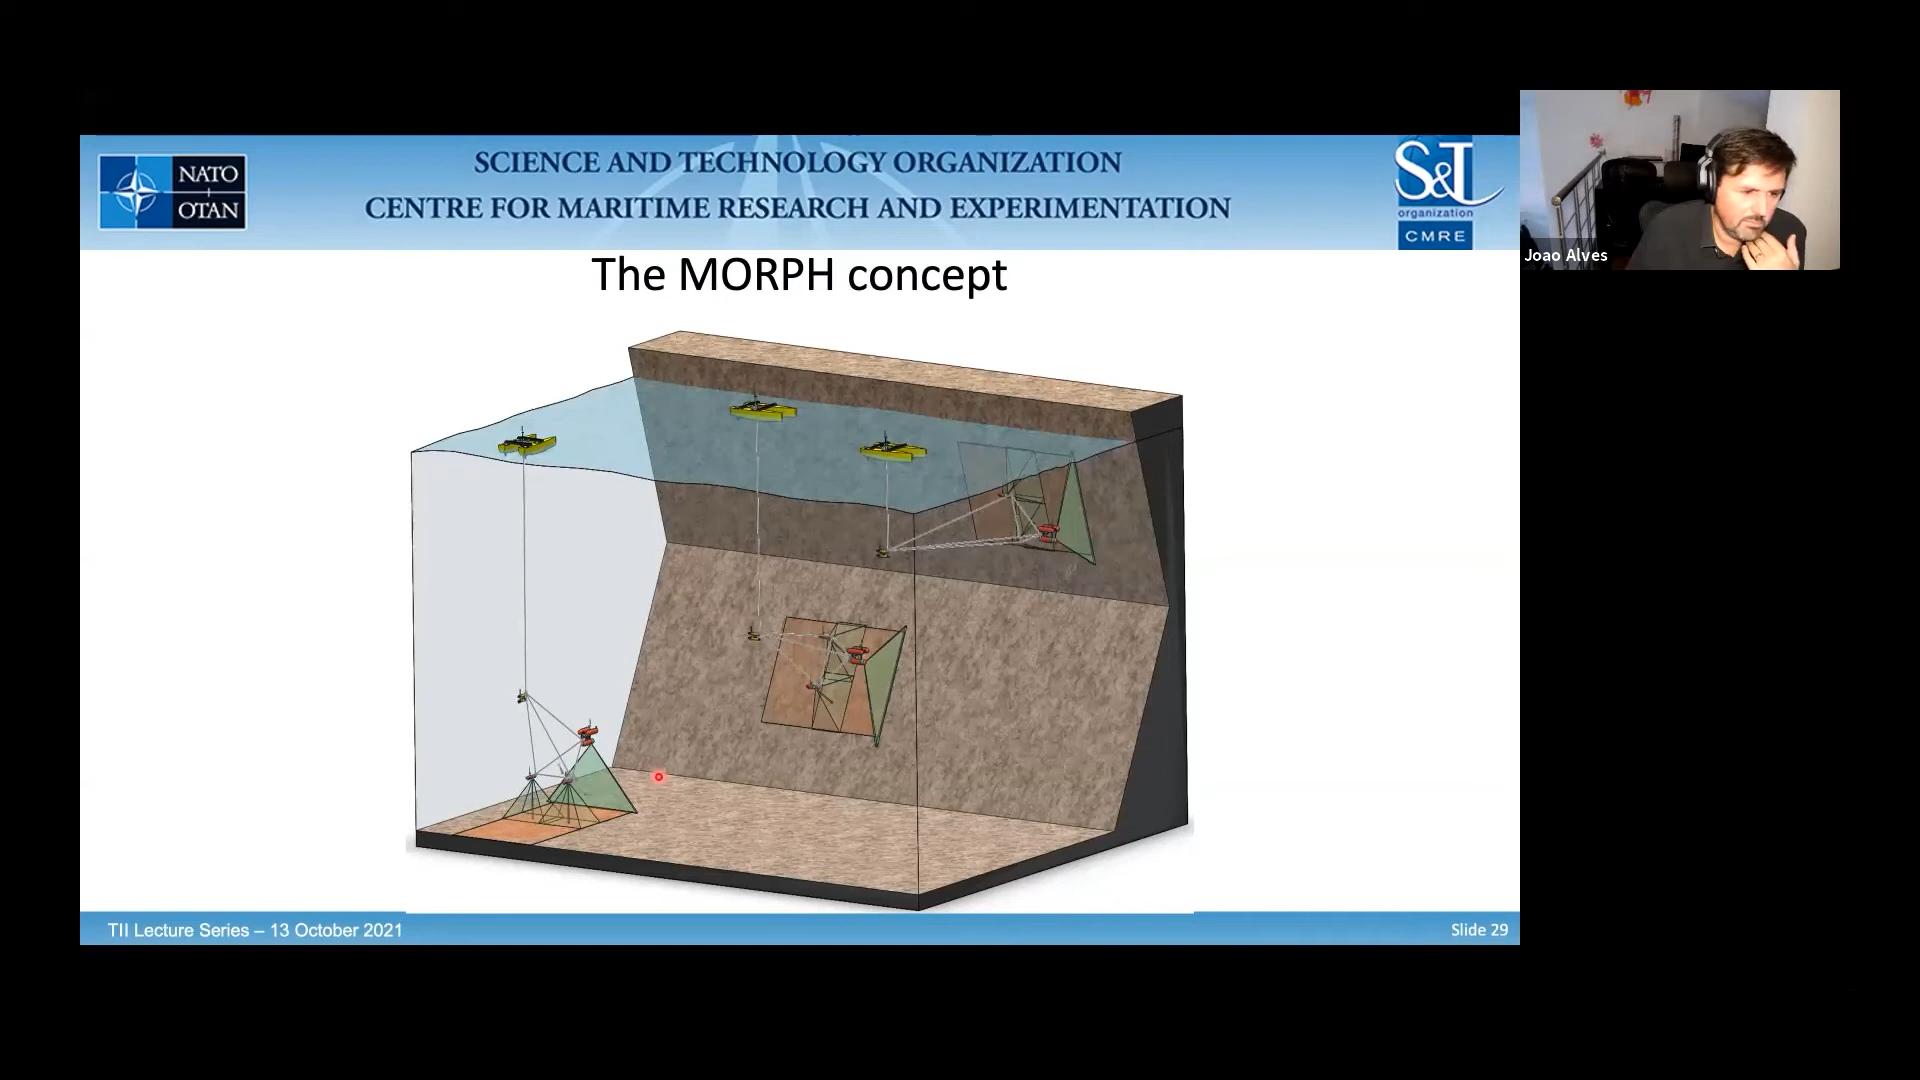 NATO
OTAN
SCIENCE AND TECHNOLOGY ORGANIZATION
CENTRE FOR MARITIME RESEARCH AND EXPERIMENTATION
S&T
organization
CMRE
Joao Alves
The MORPH concept
TII Lecture Series – 13 October 2021
Slide 29